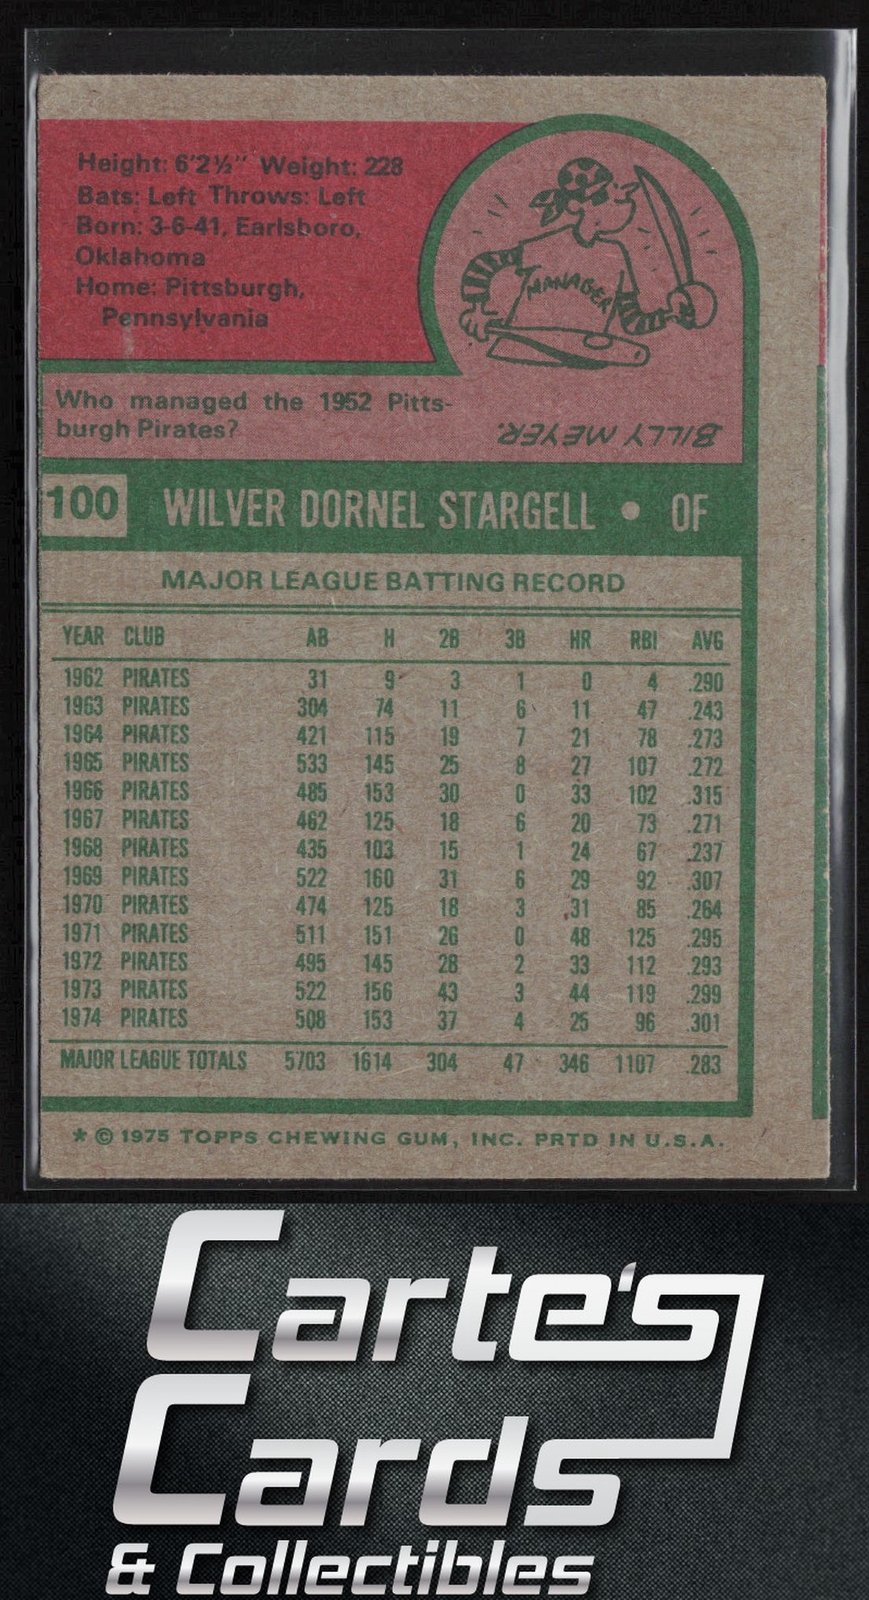 Height: 6'2½" Weight: 228
Bats: Left Throws: Left
Born: 3-6-41, Earlsboro,
Oklahoma
Home: Pittsburgh,
Pennsylvania
MANAGER
Who managed the 1952 Pitts-
burgh Pirates?
BILLY MEYER.
100 WILVER DORNEL STARGELL • OF
MAJOR LEAGUE BATTING RECORD
YEAR CLUB AB H 2B 3B HR RBI AVG
1962 PIRATES 31 9 3 1 0 4 .290
1963 PIRATES 304 74 11 6 11 47 .243
1964 PIRATES 421 115 19 7 21 78 .273
1965 PIRATES 533 145 25 8 27 107 .272
1966 PIRATES 485 153 30 0 33 102 .315
1967 PIRATES 462 125 18 6 20 73 .271
1968 PIRATES 435 103 15 1 24 67 .237
1969 PIRATES 522 160 31 6 29 92 .307
1970 PIRATES 474 125 18 3 31 85 .264
1971 PIRATES 511 151 26 0 48 125 .295
1972 PIRATES 495 145 28 2 33 112 .293
1973 PIRATES 522 156 43 3 44 119 .299
1974 PIRATES 508 153 37 4 25 96 .301
MAJOR LEAGUE TOTALS 5703 1614 304 47 346 1107 .283
* © 1975 TOPPS CHEWING GUM, INC. PRTD IN U.S.A.
Carte's
Cards
& Collectibles